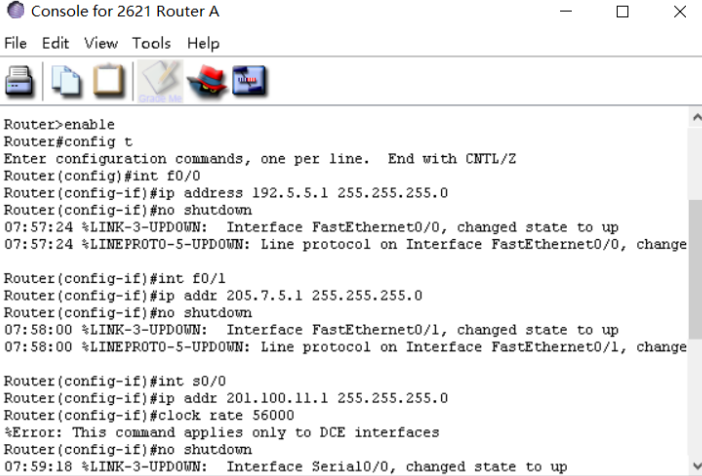 Console for 2621 Router A
File Edit View Tools Help
Grade Me
Router>enable
Router#config t
Enter configuration commands, one per line.  End with CNTL/Z
Router(config)#int f0/0
Router(config-if)#ip address 192.5.5.1 255.255.255.0
Router(config-if)#no shutdown
07:57:24 %LINK-3-UPDOWN:  Interface FastEthernet0/0, changed state to up
07:57:24 %LINEPROTO-5-UPDOWN: Line protocol on Interface FastEthernet0/0, change
Router(config-if)#int f0/1
Router(config-if)#ip addr 205.7.5.1 255.255.255.0
Router(config-if)#no shutdown
07:58:00 %LINK-3-UPDOWN:  Interface FastEthernet0/1, changed state to up
07:58:00 %LINEPROTO-5-UPDOWN: Line protocol on Interface FastEthernet0/1, change
Router(config-if)#int s0/0
Router(config-if)#ip addr 201.100.11.1 255.255.255.0
Router(config-if)#clock rate 56000
%Error: This command applies only to DCE interfaces
Router(config-if)#no shutdown
07:59:18 %LINK-3-UPDOWN:  Interface Serial0/0, changed state to up